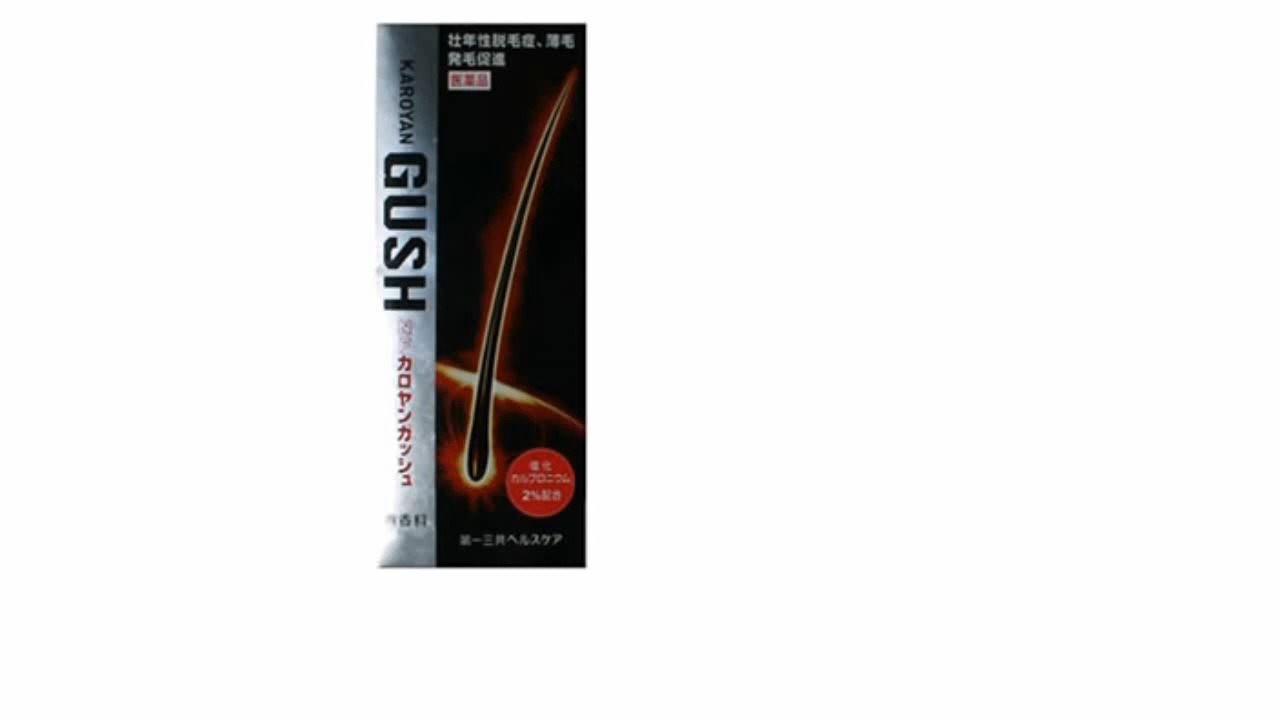 壮年性脱毛症、薄毛
発毛促進
医薬品
KAROYAN
GUSH
カロヤンガッシュ
無香料
塩化
カルプロニウム
2%配合
第一三共ヘルスケア